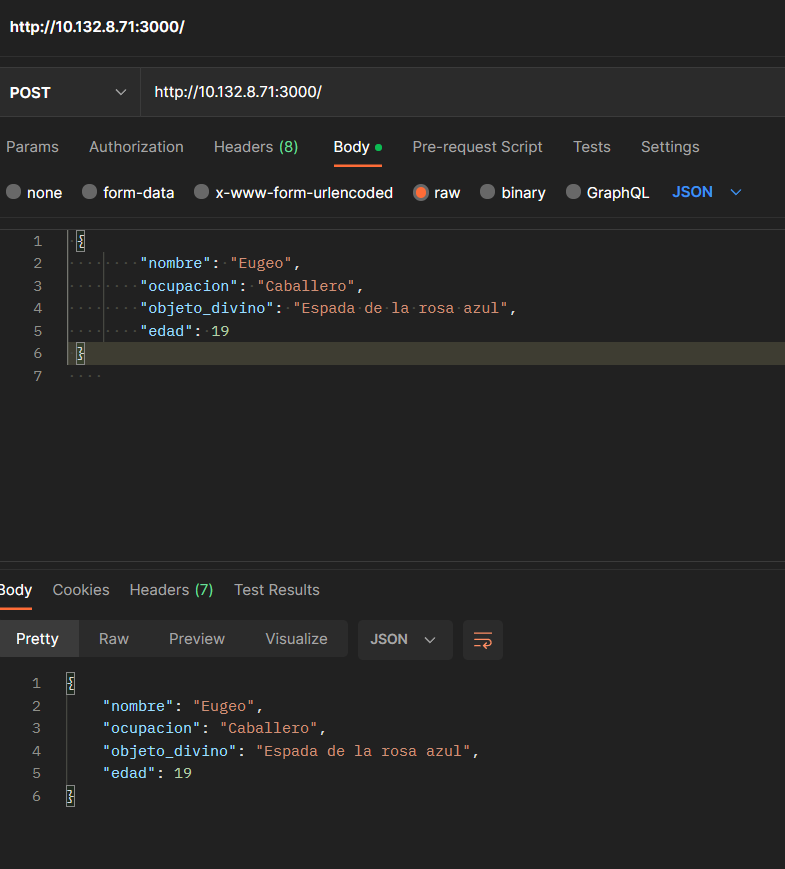 http://10.132.8.71:3000/
POST http://10.132.8.71:3000/
Params Authorization Headers (8) Body Pre-request Script Tests Settings
none form-data x-www-form-urlencoded raw binary GraphQL JSON
1 {
2 "nombre": "Eugeo",
3 "ocupacion": "Caballero",
4 "objeto_divino": "Espada de la rosa azul",
5 "edad": 19
6 }
7
Body Cookies Headers (7) Test Results
Pretty Raw Preview Visualize JSON
1 {
2 "nombre": "Eugeo",
3 "ocupacion": "Caballero",
4 "objeto_divino": "Espada de la rosa azul",
5 "edad": 19
6 }